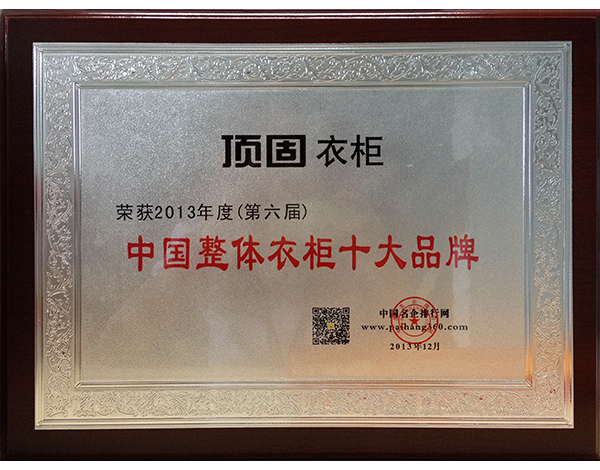 顶固 衣柜
荣获2013年度(第六届)
中国整体衣柜十大品牌
中国名企排行网
www.paihang360.com
2013年12月